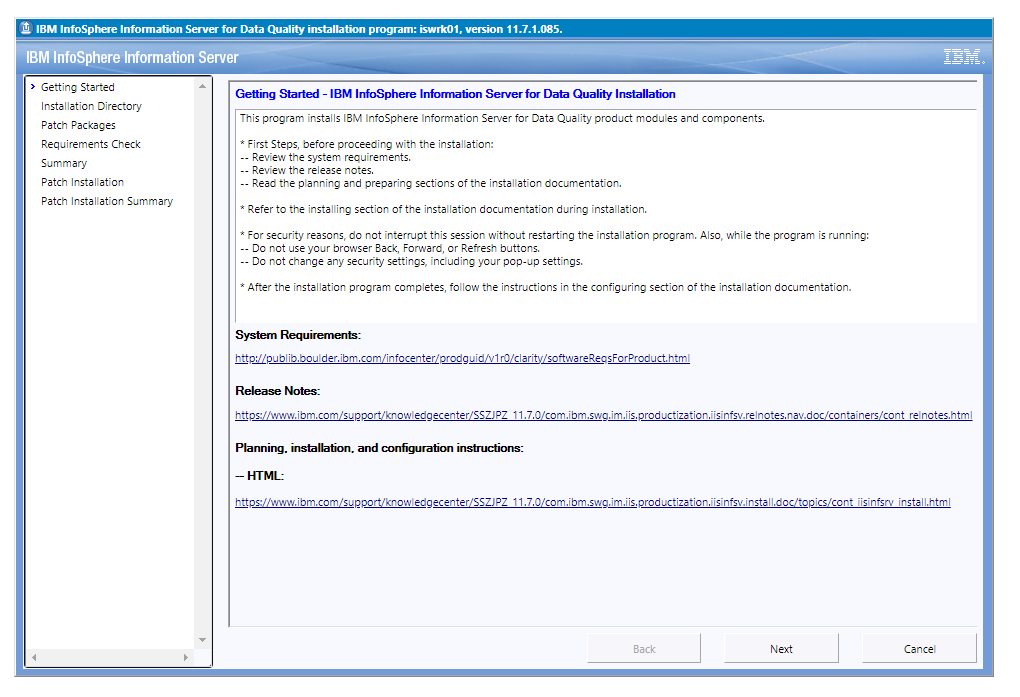 IBM InfoSphere Information Server for Data Quality installation program: iswrk01, version 11.7.1.085.
IBM InfoSphere Information Server
IBM.
Getting Started
Installation Directory
Patch Packages
Requirements Check
Summary
Patch Installation
Patch Installation Summary
Getting Started - IBM InfoSphere Information Server for Data Quality Installation
This program installs IBM InfoSphere Information Server for Data Quality product modules and components.
* First Steps, before proceeding with the installation:
-- Review the system requirements.
-- Review the release notes.
-- Read the planning and preparing sections of the installation documentation.
* Refer to the installing section of the installation documentation during installation.
* For security reasons, do not interrupt this session without restarting the installation program. Also, while the program is running:
-- Do not use your browser Back, Forward, or Refresh buttons.
-- Do not change any security settings, including your pop-up settings.
* After the installation program completes, follow the instructions in the configuring section of the installation documentation.
System Requirements:
http://publib.boulder.ibm.com/infocenter/prodguid/v1r0/clarity/softwareReqsForProduct.html
Release Notes:
https://www.ibm.com/support/knowledgecenter/SSZJPZ_11.7.0/com.ibm.swg.im.iis.productization.iisinfsv.relnotes.nav.doc/containers/cont_relnotes.html
Planning, installation, and configuration instructions:
-- HTML:
https://www.ibm.com/support/knowledgecenter/SSZJPZ_11.7.0/com.ibm.swg.im.iis.productization.iisinfsv.install.doc/topics/cont_iisinfsrv_install.html
Back
Next
Cancel